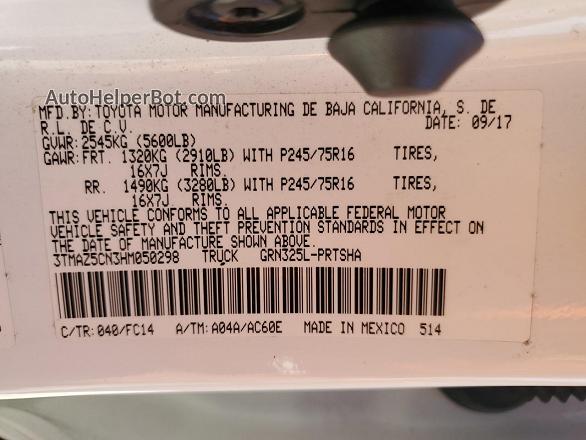 AutoHelperBot.com
MFD.BY:TOYOTA MOTOR MANUFACTURING DE BAJA CALIFORNIA, S. DE
R.L. DE C.V. DATE: 09/17
GVWR:2545KG (5600LB)
GAWR:FRT. 1320KG (2910LB) WITH P245/75R16 TIRES,
16X7J RIMS.
RR. 1490KG (3280LB) WITH P245/75R16 TIRES,
16X7J RIMS.
THIS VEHICLE CONFORMS TO ALL APPLICABLE FEDERAL MOTOR
VEHICLE SAFETY AND THEFT PREVENTION STANDARDS IN EFFECT ON
THE DATE OF MANUFACTURE SHOWN ABOVE.
3TMAZ5CN3HM050298 TRUCK GRN325L-PRTSHA
C/TR:040/FC14 A/TM:A04A/AC60E MADE IN MEXICO 514